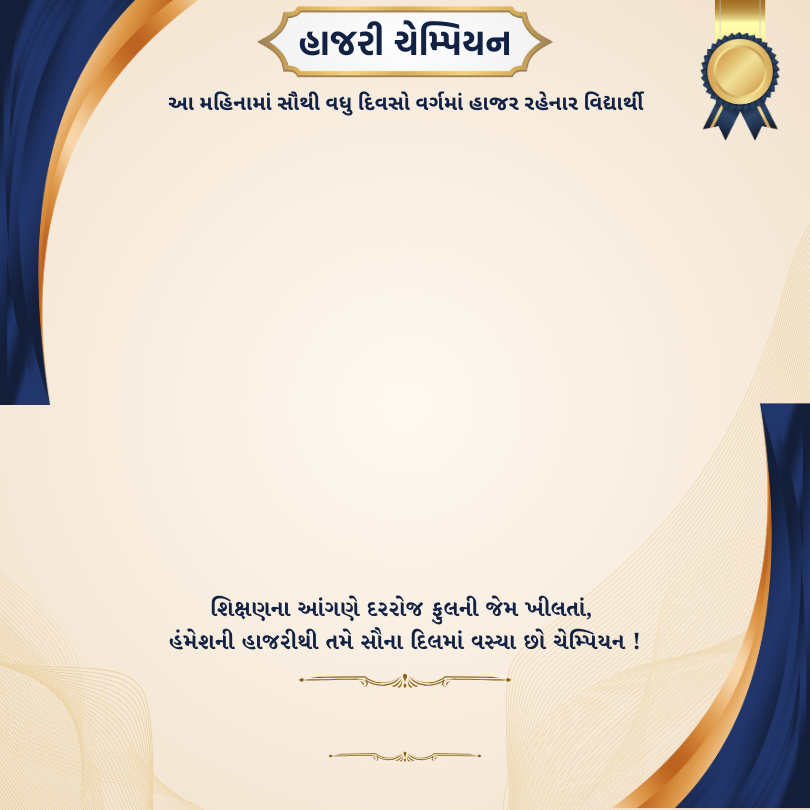 હાજરી ચેમ્પિયન
આ મહિનામાં સૌથી વધુ દિવસો વર્ગમાં હાજર રહેનાર વિદ્યાર્થી
શિક્ષણના આંગણે દરરોજ ફુલની જેમ ખીલતાં,
હંમેશની હાજરીથી તમે સૌના દિલમાં વસ્યા છો ચેમ્પિયન !